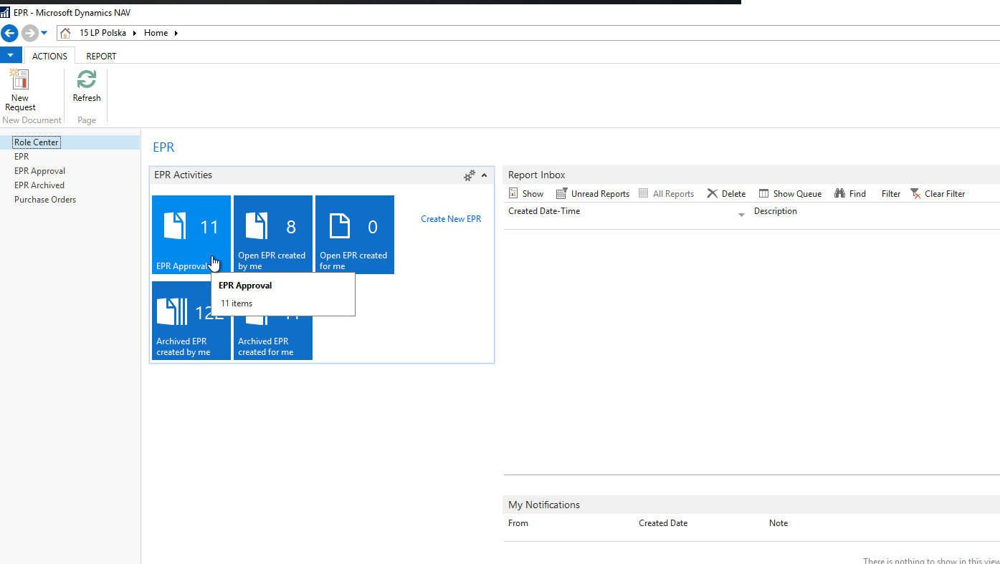 EPR - Microsoft Dynamics NAV
15 LP Polska
Home
ACTIONS
REPORT
New
Request
Refresh
New Document
Page
Role Center
EPR
EPR Approval
EPR Archived
Purchase Orders
EPR
EPR Activities
11
EPR Approval
8
Open EPR created
by me
0
Open EPR created
for me
Create New EPR
EPR Approval
11 items
Archived EPR
created by me
Archived EPR
created for me
Report Inbox
Show
Unread Reports
All Reports
Delete
Show Queue
Find
Filter
Clear Filter
Created Date-Time
Description
My Notifications
From
Created Date
Note
There is nothing to show in this view